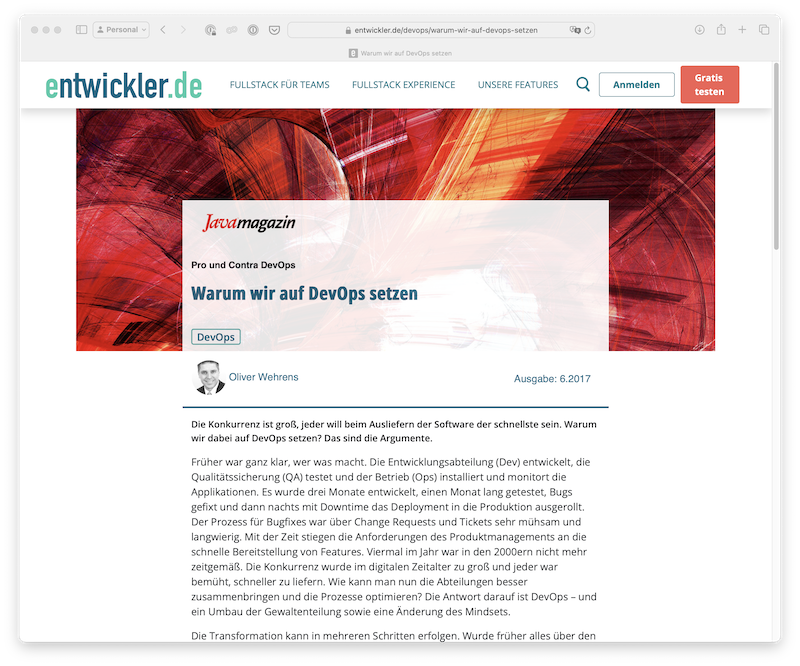 Personal
entwickler.de/devops/warum-wir-auf-devops-setzen
Warum wir auf DevOps setzen
entwickler.de
FULLSTACK FÜR TEAMS
FULLSTACK EXPERIENCE
UNSERE FEATURES
Anmelden
Gratis
testen
Javamagazin
Pro und Contra DevOps
Warum wir auf DevOps setzen
DevOps
Oliver Wehrens
Ausgabe: 6.2017
Die Konkurrenz ist groß, jeder will beim Ausliefern der Software der schnellste sein. Warum
wir dabei auf DevOps setzen? Das sind die Argumente.
Früher war ganz klar, wer was macht. Die Entwicklungsabteilung (Dev) entwickelt, die
Qualitätssicherung (QA) testet und der Betrieb (Ops) installiert und monitort die
Applikationen. Es wurde drei Monate entwickelt, einen Monat lang getestet, Bugs
gefixt und dann nachts mit Downtime das Deployment in die Produktion ausgerollt.
Der Prozess für Bugfixes war über Change Requests und Tickets sehr mühsam und
langwierig. Mit der Zeit stiegen die Anforderungen des Produktmanagements an die
schnelle Bereitstellung von Features. Viermal im Jahr war in den 2000ern nicht mehr
zeitgemäß. Die Konkurrenz wurde im digitalen Zeitalter zu groß und jeder war
bemüht, schneller zu liefern. Wie kann man nun die Abteilungen besser
zusammenbringen und die Prozesse optimieren? Die Antwort darauf ist DevOps – und
ein Umbau der Gewaltenteilung sowie eine Änderung des Mindsets.
Die Transformation kann in mehreren Schritten erfolgen. Wurde früher alles über den